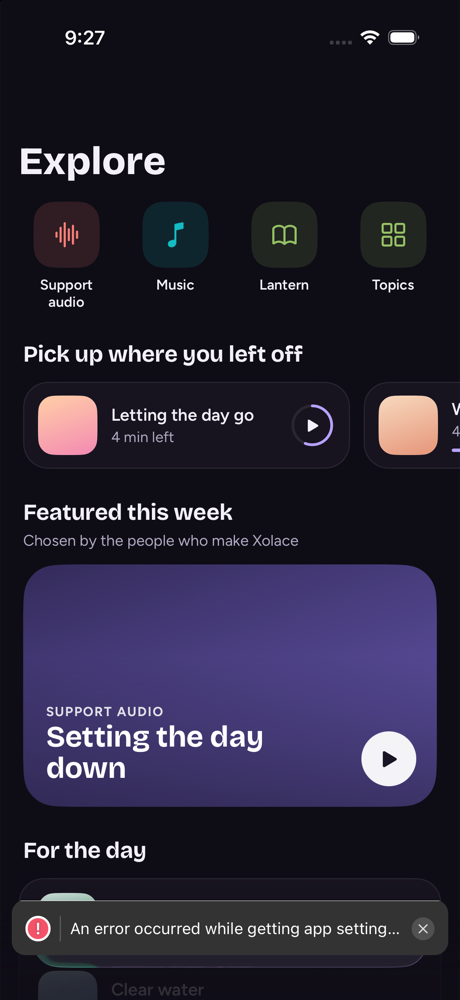 9:27
Explore
Support
audio
Music
Lantern
Topics
Pick up where you left off
Letting the day go
4 min left
W
4
Featured this week
Chosen by the people who make Xolace
SUPPORT AUDIO
Setting the day
down
For the day
An error occurred while getting app setting...
Clear water